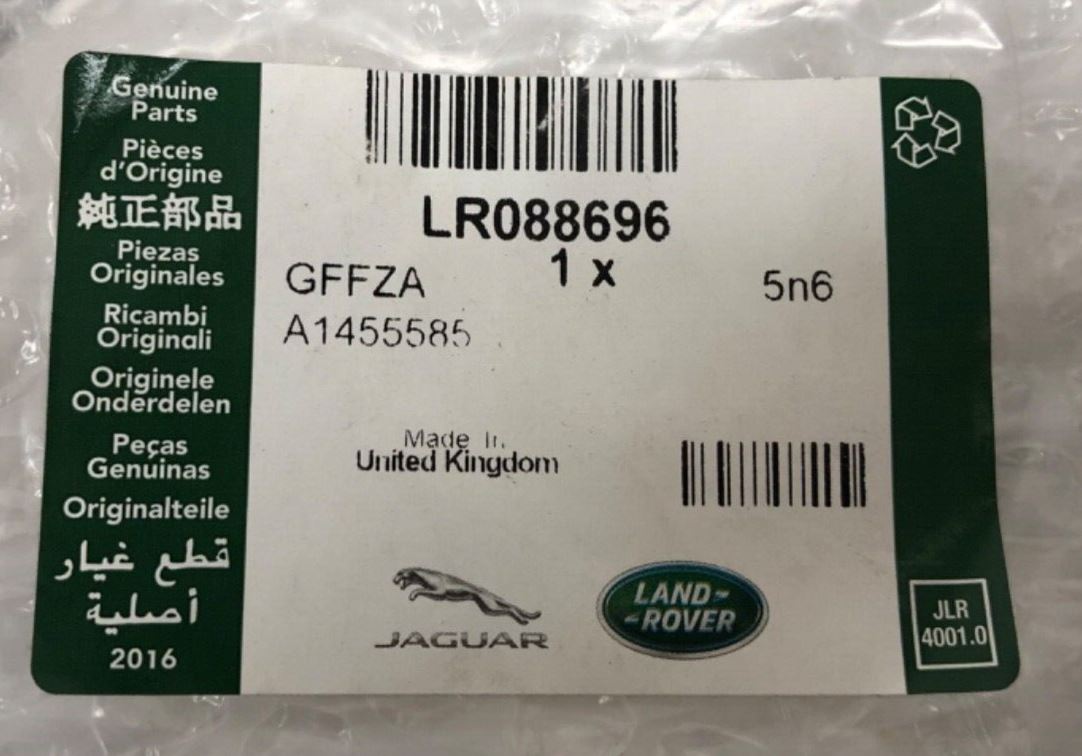 Genuine
Parts
Pièces
d'Origine
純正部品
Piezas
Originales
Ricambi
Originali
Originele
Onderdelen
Peças
Genuinas
Originalteile
قطع غيار
أصلية
2016
LR088696
1 x
GFFZA
5n6
A1455585
Made In
United Kingdom
JAGUAR
LAND-
-ROVER
JLR
4001.0